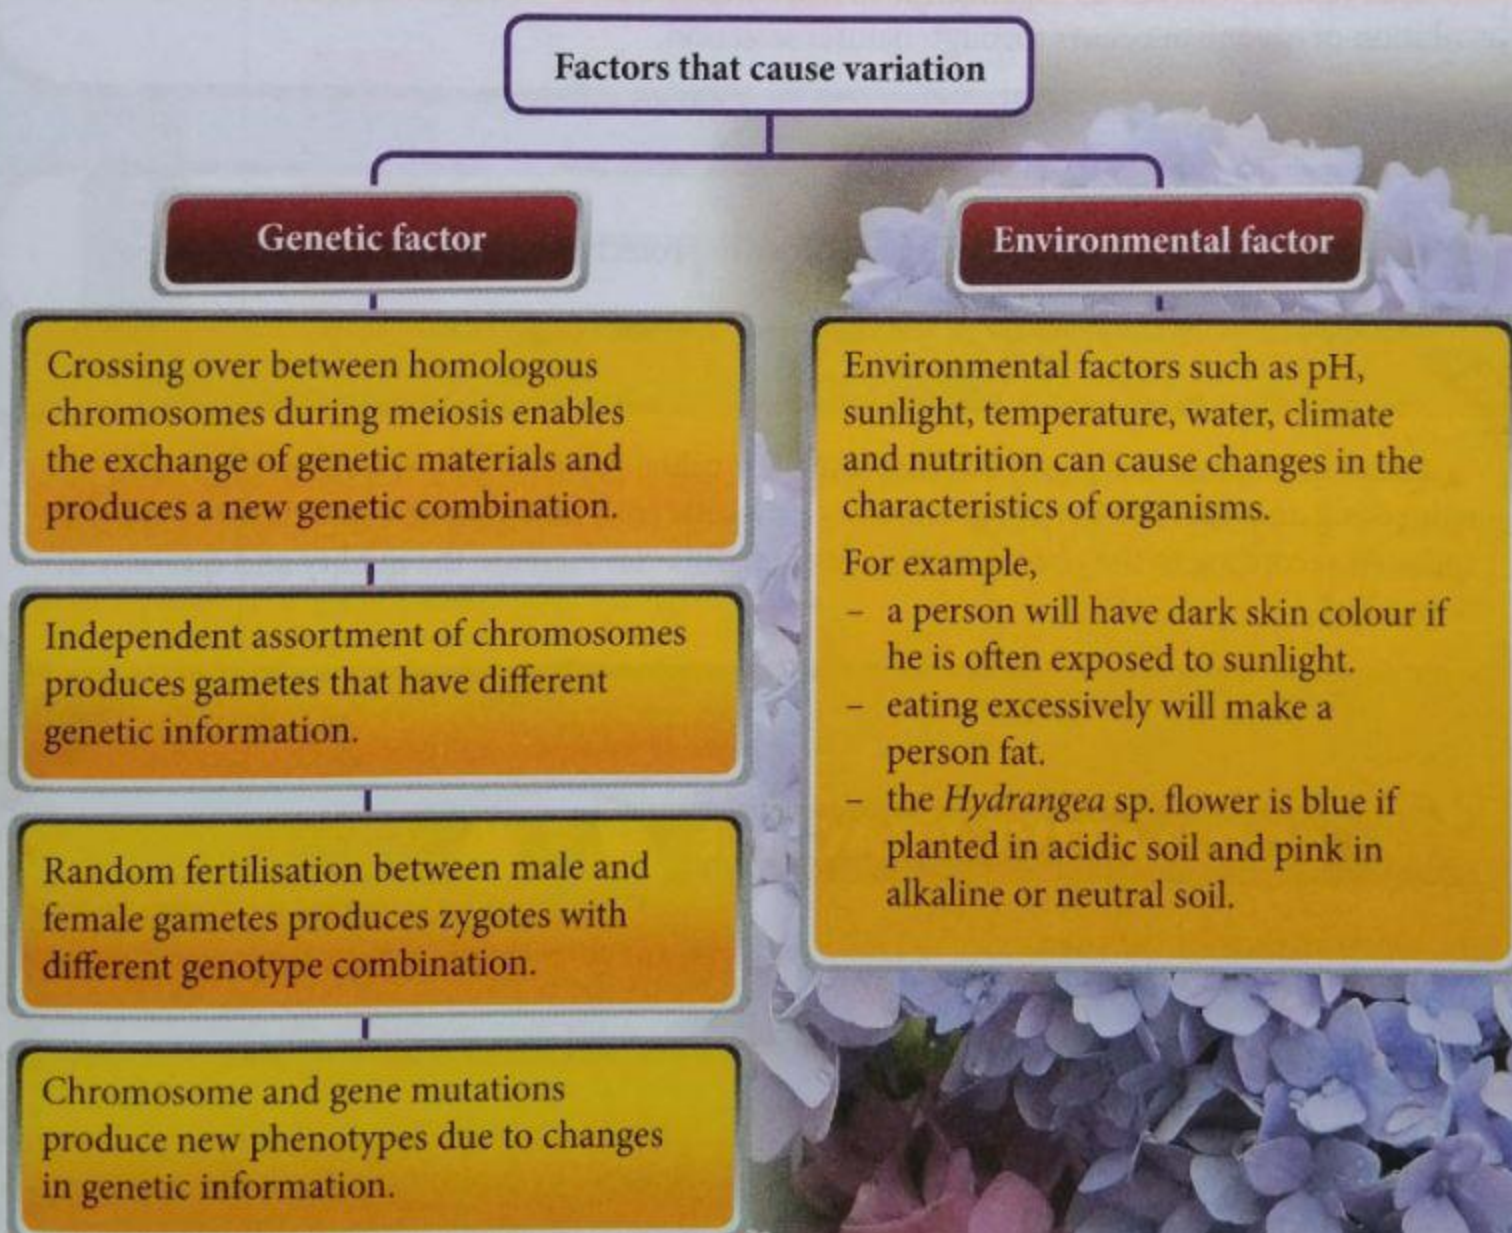 Factors that cause variation
Genetic factor
Crossing over between homologous
chromosomes during meiosis enables
the exchange of genetic materials and
produces a new genetic combination.
Independent assortment of chromosomes
produces gametes that have different
genetic information.
Random fertilisation between male and
female gametes produces zygotes with
different genotype combination.
Chromosome and gene mutations
produce new phenotypes due to changes
in genetic information.
Environmental factor
Environmental factors such as pH,
sunlight, temperature, water, climate
and nutrition can cause changes in the
characteristics of organisms.
For example,
– a person will have dark skin colour if
he is often exposed to sunlight.
– eating excessively will make a
person fat.
– the Hydrangea sp. flower is blue if
planted in acidic soil and pink in
alkaline or neutral soil.